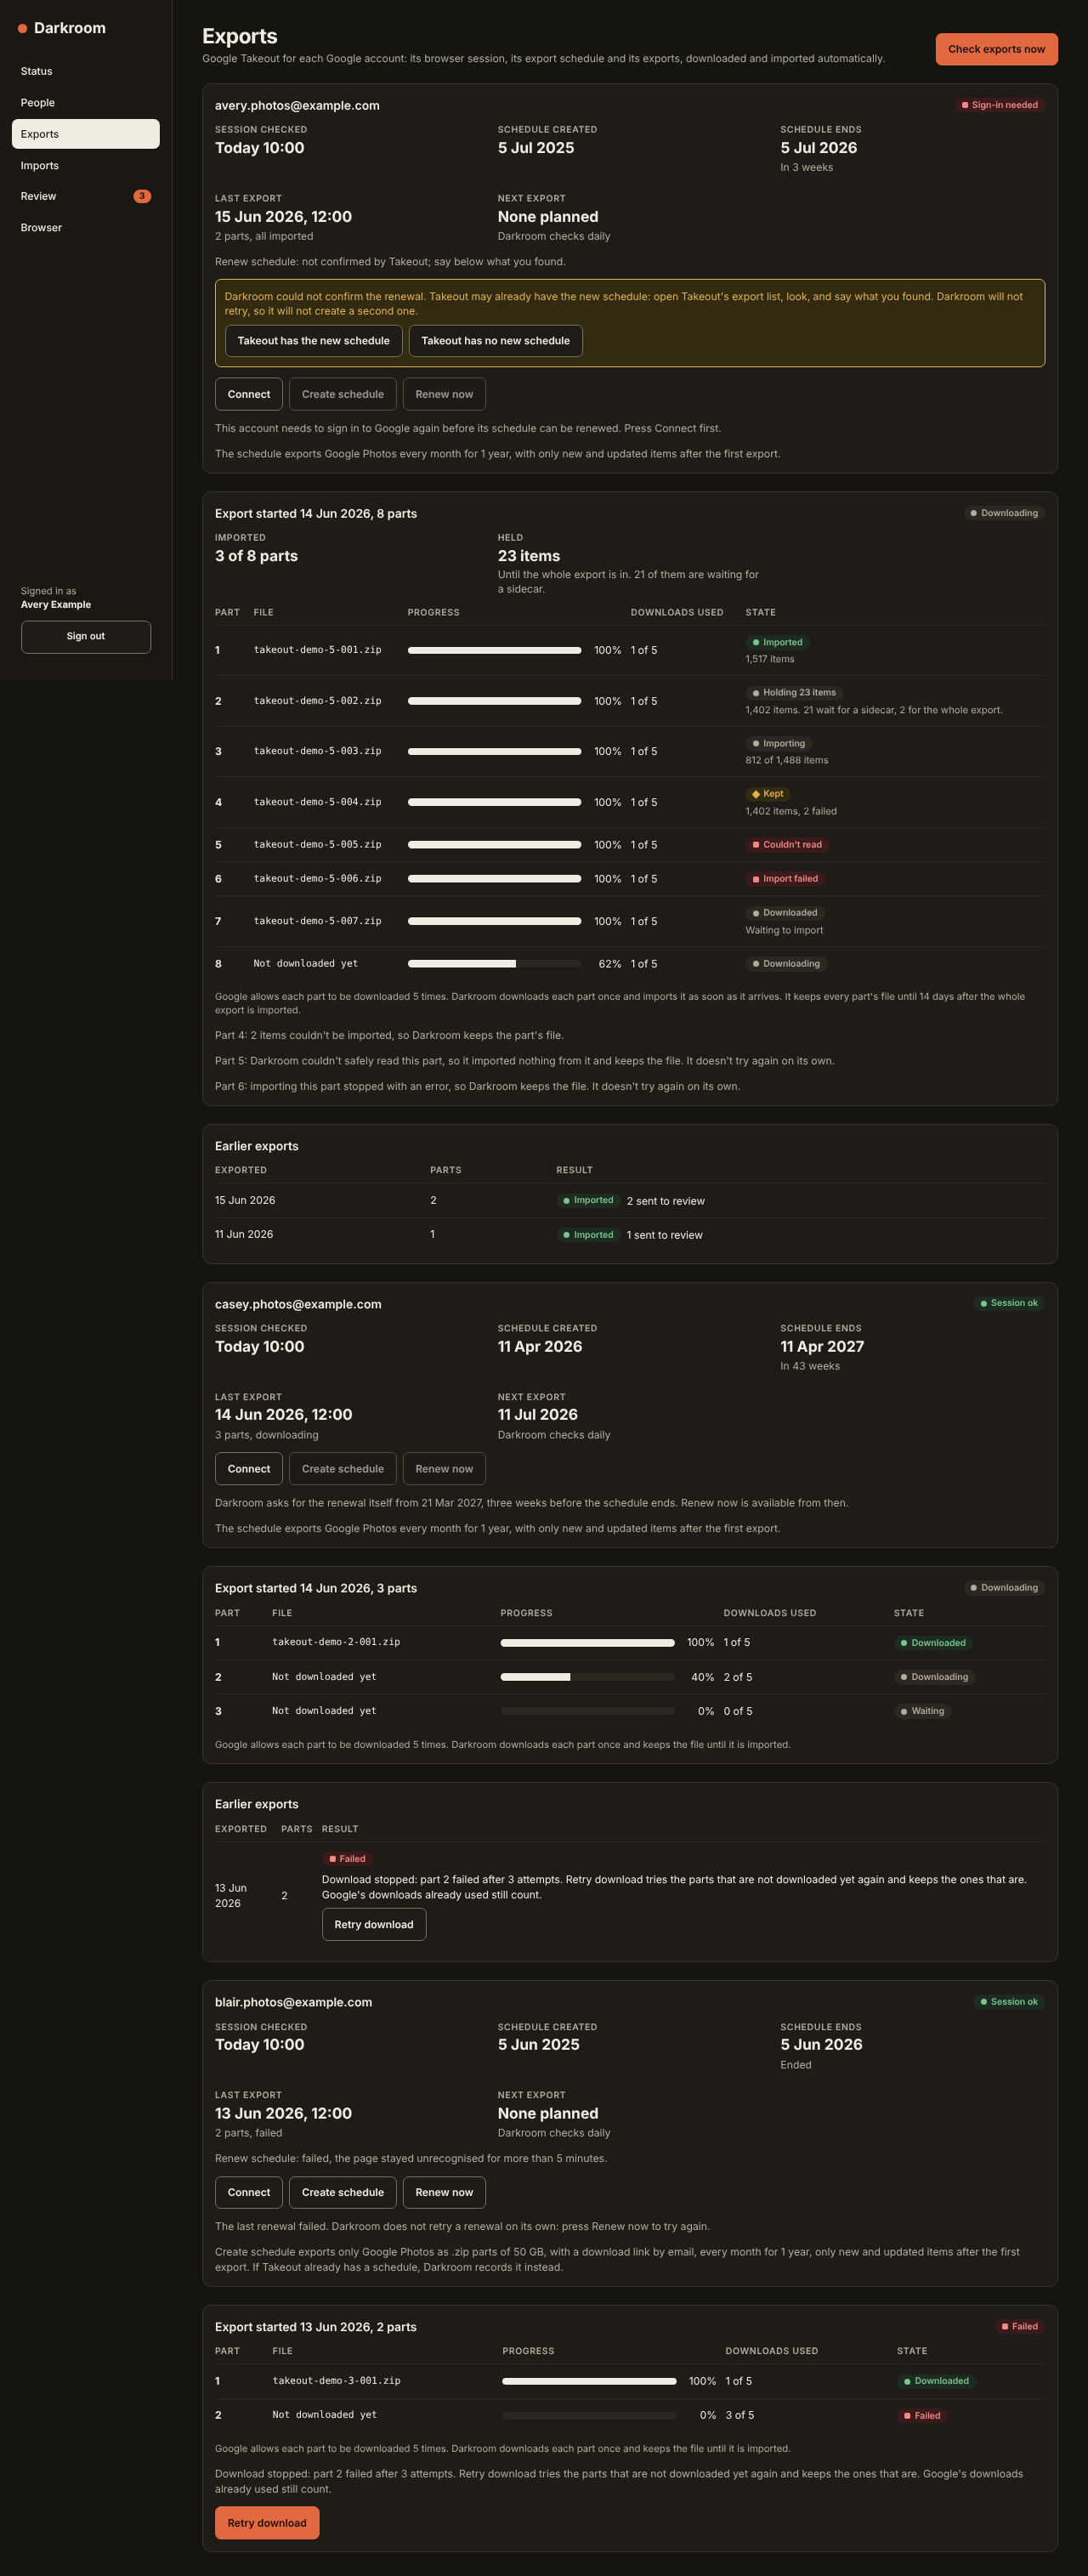 Darkroom
Status
People
Exports
Imports
Review 3
Browser
Signed in as
Avery Example
Sign out
Exports
Google Takeout for each Google account: its browser session, its export schedule and its exports, downloaded and imported automatically.
Check exports now
avery.photos@example.com
Sign-in needed
SESSION CHECKED SCHEDULE CREATED SCHEDULE ENDS
Today 10:00 5 Jul 2025 5 Jul 2026
In 3 weeks
LAST EXPORT NEXT EXPORT
15 Jun 2026, 12:00 None planned
2 parts, all imported Darkroom checks daily
Renew schedule: not confirmed by Takeout; say below what you found.
Darkroom could not confirm the renewal. Takeout may already have the new schedule: open Takeout's export list, look, and say what you found. Darkroom will not
retry, so it will not create a second one.
Takeout has the new schedule Takeout has no new schedule
Connect Create schedule Renew now
This account needs to sign in to Google again before its schedule can be renewed. Press Connect first.
The schedule exports Google Photos every month for 1 year, with only new and updated items after the first export.
Export started 14 Jun 2026, 8 parts
Downloading
IMPORTED HELD
3 of 8 parts 23 items
Until the whole export is in. 21 of them are waiting for
a sidecar.
PART FILE PROGRESS DOWNLOADS USED STATE
1 takeout-demo-5-001.zip 100% 1 of 5 Imported
1,517 items
2 takeout-demo-5-002.zip 100% 1 of 5 Holding 23 items
1,402 items. 21 wait for a sidecar, 2 for the whole export.
3 takeout-demo-5-003.zip 100% 1 of 5 Importing
812 of 1,488 items
4 takeout-demo-5-004.zip 100% 1 of 5 Kept
1,402 items, 2 failed
5 takeout-demo-5-005.zip 100% 1 of 5 Couldn't read
6 takeout-demo-5-006.zip 100% 1 of 5 Import failed
7 takeout-demo-5-007.zip 100% 1 of 5 Downloaded
Waiting to import
8 Not downloaded yet 62% 1 of 5 Downloading
Google allows each part to be downloaded 5 times. Darkroom downloads each part once and imports it as soon as it arrives. It keeps every part's file until 14 days after the whole
export is imported.
Part 4: 2 items couldn't be imported, so Darkroom keeps the part's file.
Part 5: Darkroom couldn't safely read this part, so it imported nothing from it and keeps the file. It doesn't try again on its own.
Part 6: importing this part stopped with an error, so Darkroom keeps the file. It doesn't try again on its own.
Earlier exports
EXPORTED PARTS RESULT
15 Jun 2026 2 Imported 2 sent to review
11 Jun 2026 1 Imported 1 sent to review
casey.photos@example.com
Session ok
SESSION CHECKED SCHEDULE CREATED SCHEDULE ENDS
Today 10:00 11 Apr 2026 11 Apr 2027
In 43 weeks
LAST EXPORT NEXT EXPORT
14 Jun 2026, 12:00 11 Jul 2026
3 parts, downloading Darkroom checks daily
Connect Create schedule Renew now
Darkroom asks for the renewal itself from 21 Mar 2027, three weeks before the schedule ends. Renew now is available from then.
The schedule exports Google Photos every month for 1 year, with only new and updated items after the first export.
Export started 14 Jun 2026, 3 parts
Downloading
PART FILE PROGRESS DOWNLOADS USED STATE
1 takeout-demo-2-001.zip 100% 1 of 5 Downloaded
2 Not downloaded yet 40% 2 of 5 Downloading
3 Not downloaded yet 0% 0 of 5 Waiting
Google allows each part to be downloaded 5 times. Darkroom downloads each part once and keeps the file until it is imported.
Earlier exports
EXPORTED PARTS RESULT
13 Jun
2026
2
Failed
Download stopped: part 2 failed after 3 attempts. Retry download tries the parts that are not downloaded yet again and keeps the ones that are.
Google's downloads already used still count.
Retry download
blair.photos@example.com
Session ok
SESSION CHECKED SCHEDULE CREATED SCHEDULE ENDS
Today 10:00 5 Jun 2025 5 Jun 2026
Ended
LAST EXPORT NEXT EXPORT
13 Jun 2026, 12:00 None planned
2 parts, failed Darkroom checks daily
Renew schedule: failed, the page stayed unrecognised for more than 5 minutes.
Connect Create schedule Renew now
The last renewal failed. Darkroom does not retry a renewal on its own: press Renew now to try again.
Create schedule exports only Google Photos as .zip parts of 50 GB, with a download link by email, every month for 1 year, only new and updated items after the first
export. If Takeout already has a schedule, Darkroom records it instead.
Export started 13 Jun 2026, 2 parts
Failed
PART FILE PROGRESS DOWNLOADS USED STATE
1 takeout-demo-3-001.zip 100% 1 of 5 Downloaded
2 Not downloaded yet 0% 3 of 5 Failed
Google allows each part to be downloaded 5 times. Darkroom downloads each part once and keeps the file until it is imported.
Download stopped: part 2 failed after 3 attempts. Retry download tries the parts that are not downloaded yet again and keeps the ones that are. Google's downloads
already used still count.
Retry download